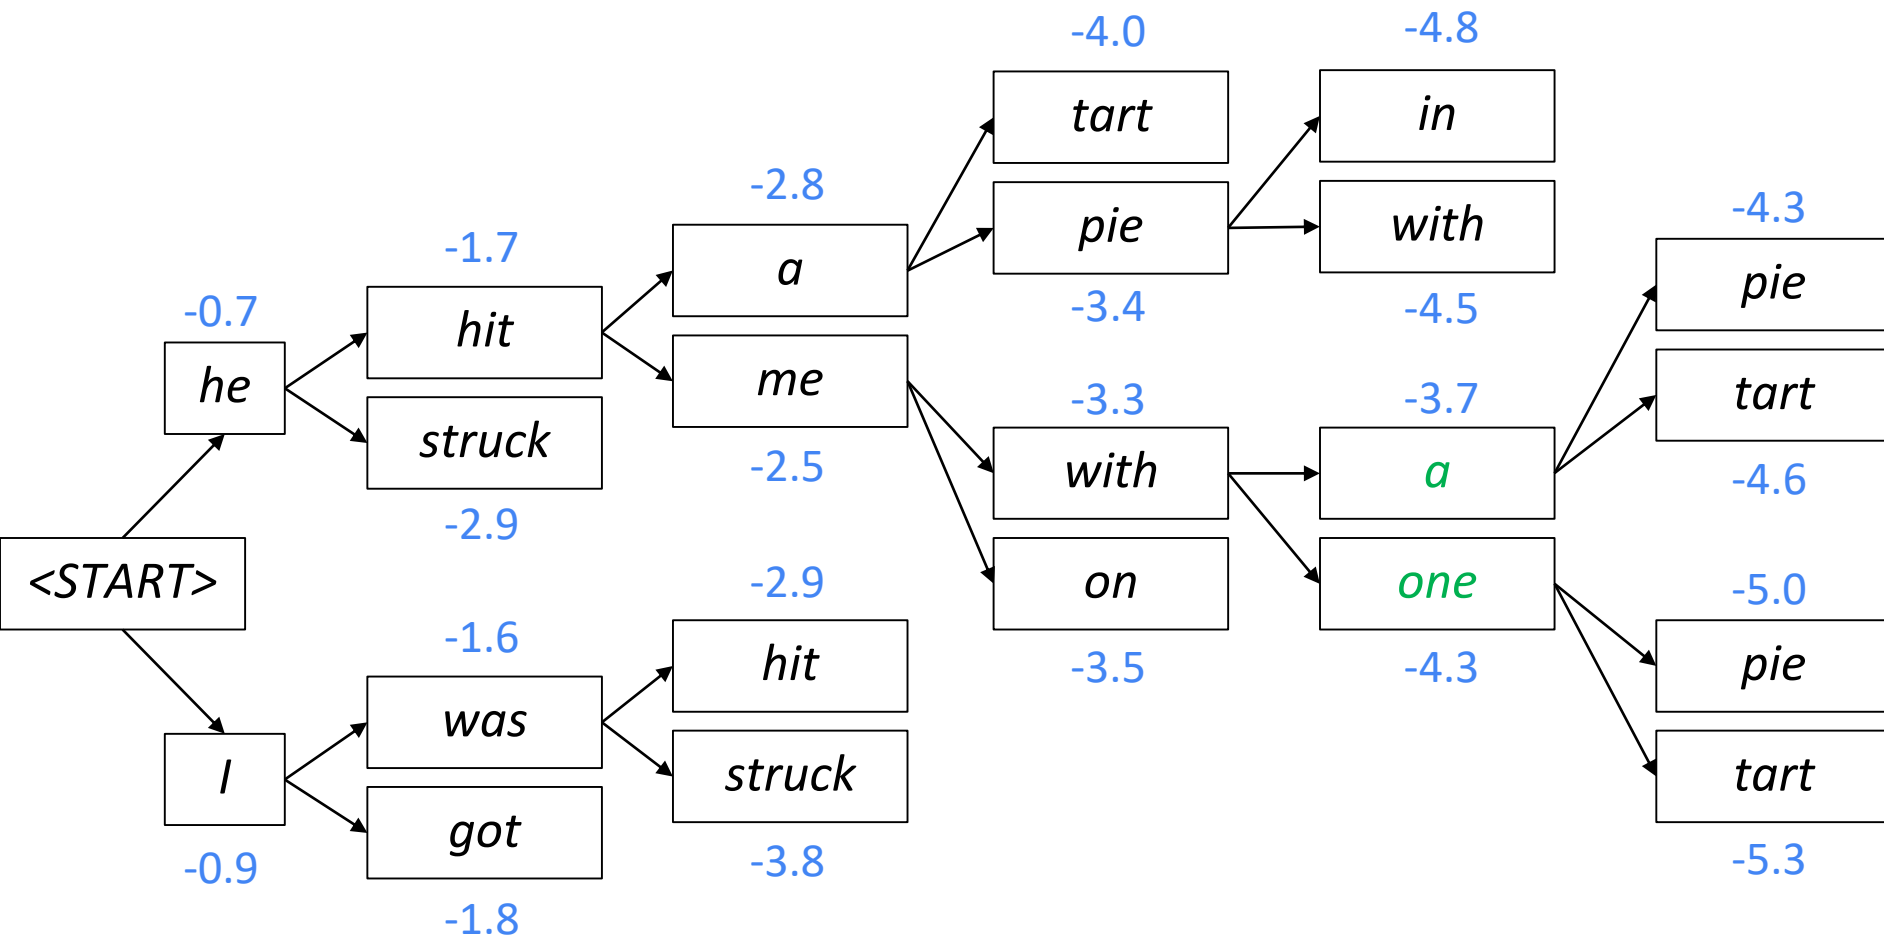 -4.0
-4.8
tart
in
-2.8
-4.3
pie
with
-1.7
a
pie
-0.7
-3.4
-4.5
hit
he
me
-3.3
-3.7
tart
struck
-2.5
with
a
-4.6
-2.9
<START>
-2.9
on
one
-5.0
-1.6
hit
-3.5
-4.3
pie
was
I
struck
tart
got
-0.9
-3.8
-5.3
-1.8